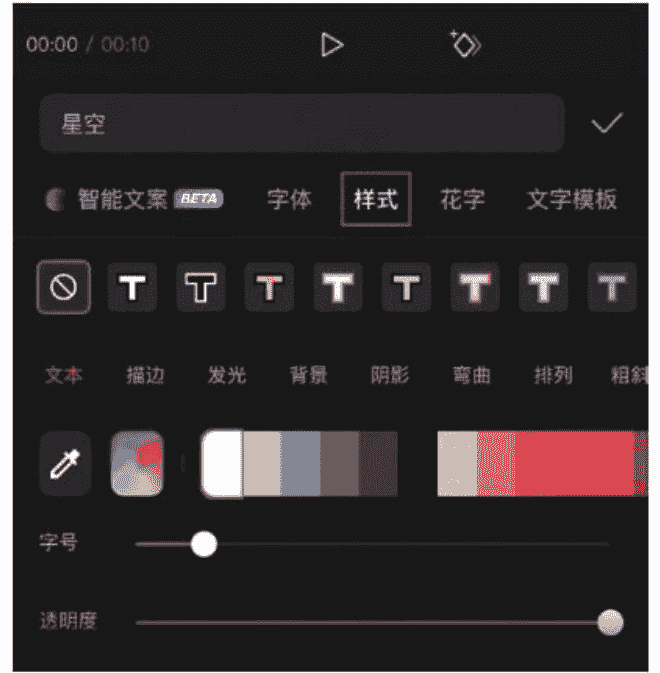 00:00 / 00:10
星空
智能文案 BETA 字体 样式 花字 文字模板
T T T T T T T T
文本 描边 发光 背景 阴影 弯曲 排列 粗斜
字号
透明度